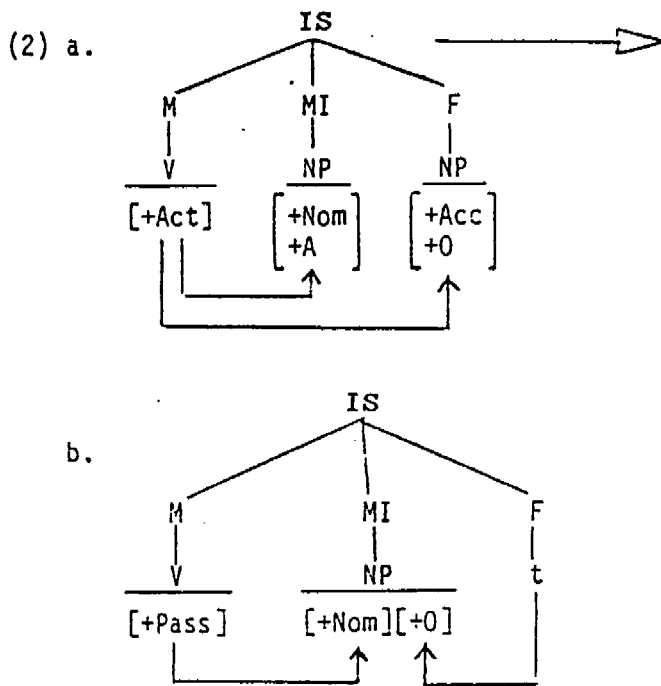 IS
(2) a.
M MI F
V NP NP
[+Act] [+Nom +A] [+Acc +O]
IS
b.
M MI F
V NP t
[+Pass] [+Nom][+O]